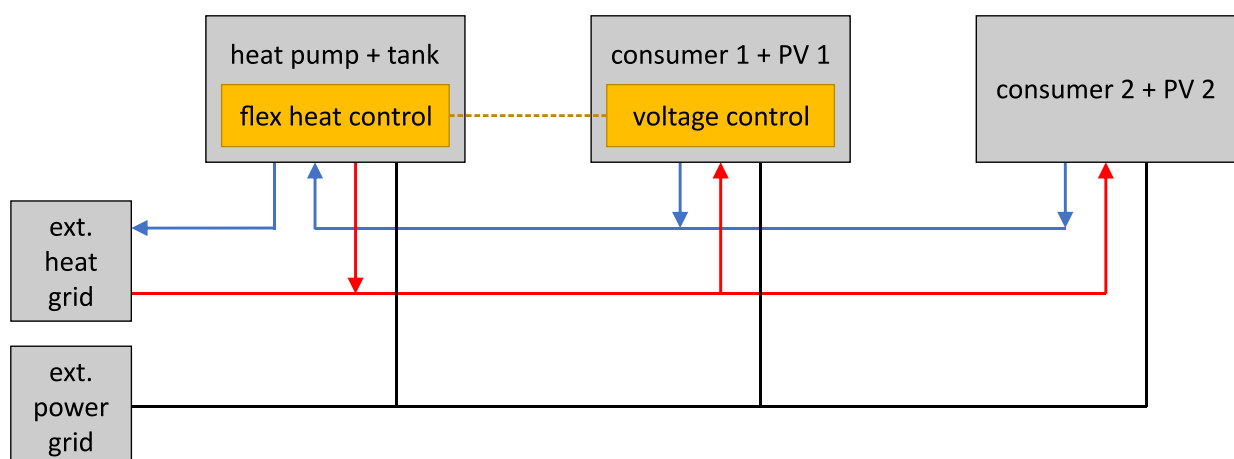 heat pump + tank
flex heat control
consumer 1 + PV 1
voltage control
consumer 2 + PV 2
ext.
heat
grid
ext.
power
grid